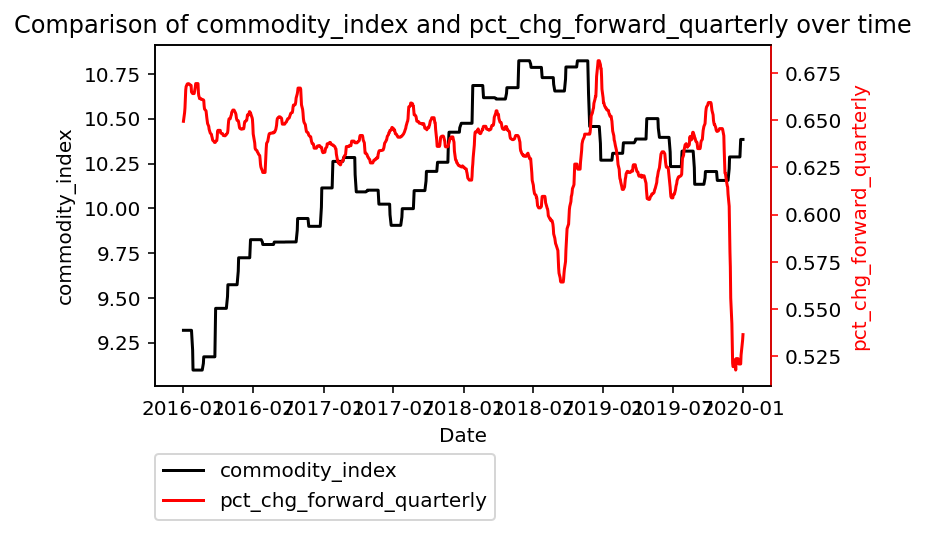 Comparison of commodity_index and pct_chg_forward_quarterly over time
commodity_index
10.75
10.50
10.25
10.00
9.75
9.50
9.25
0.675
0.650
0.625
0.600
0.575
0.550
0.525
pct_chg_forward_quarterly
2016-01 2016-07 2017-01 2017-07 2018-01 2018-07 2019-01 2019-07 2020-01
Date
commodity_index
pct_chg_forward_quarterly